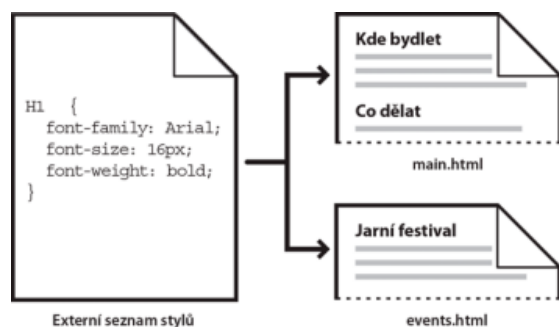 H1 {
font-family: Arial;
font-size: 16px;
font-weight: bold;
}
Externí seznam stylů
Kde bydlet
Co dělat
main.html
Jarní festival
events.html